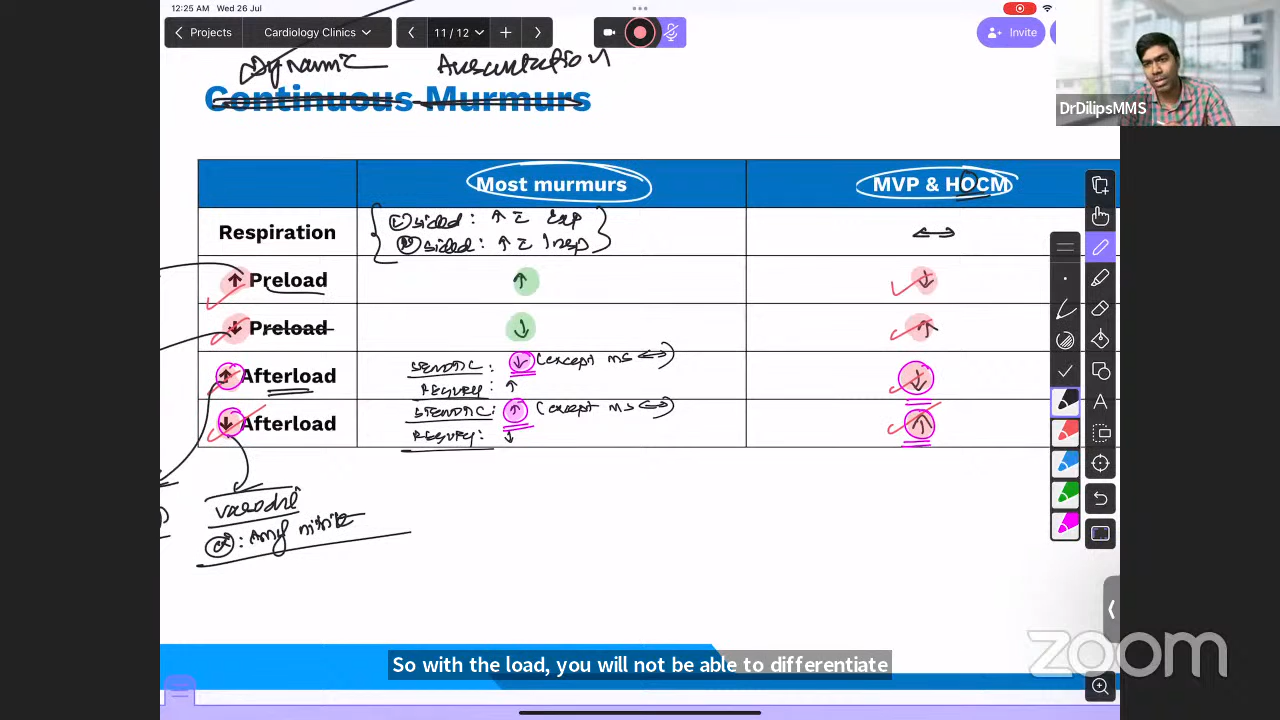 12:25 AM Wed 26 Jul
Projects
Cardiology Clinics
11 / 12
Invite
Dynamic Auscultation
Continuous Murmurs
DrDilipsMMS
Most murmurs
MVP & HOCM
Respiration
L sided : ↑ c Exp
R sided : ↑ c Insp
↔
↑ Preload
↑
↓
↓ Preload
↓
↑
↑ Afterload
STENOTIC : ↓ (except MS ↔)
REGURG : ↑
↓
↓ Afterload
STENOTIC : ↑ (except MS ↔)
REGURG : ↓
↑
vasodil
: Amyl nitrite
So with the load, you will not be able to differentiate
zoom